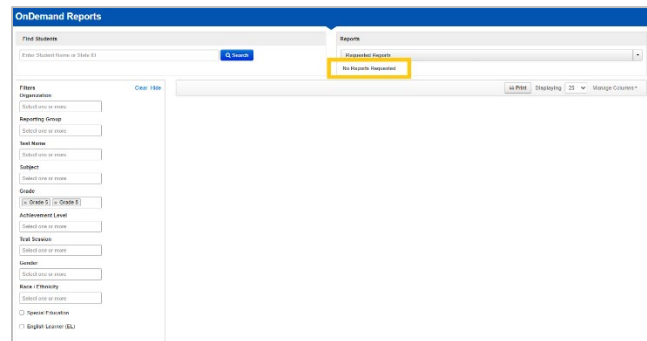 OnDemand Reports
Find Students
Enter Student Name or State ID
Search
Reports
Requested Reports
No Reports Requested
Filters
Clear Hide
Print Displaying 25 Manage Columns
Organization
Select one or more
Reporting Group
Select one or more
Test Name
Select one or more
Subject
Select one or more
Grade
× Grade 5 × Grade 8
Achievement Level
Select one or more
Test Session
Select one or more
Gender
Select one or more
Race / Ethnicity
Select one or more
Special Education
English Learner (EL)